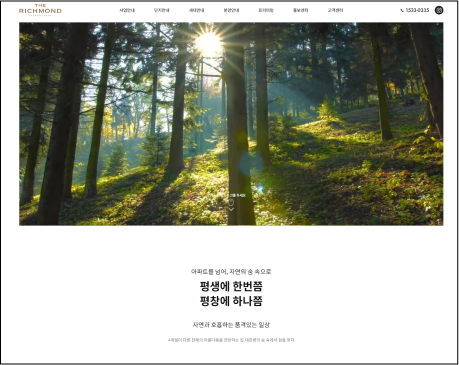 THE
RICHMOND
사업안내 단지안내 세대안내 분양안내 프리미엄 홍보센터 고객센터
1533-0335
아파트를 넘어, 자연의 숲 속으로
평생에 한번쯤
평창에 하나쯤
자연과 호흡하는 품격있는 일상